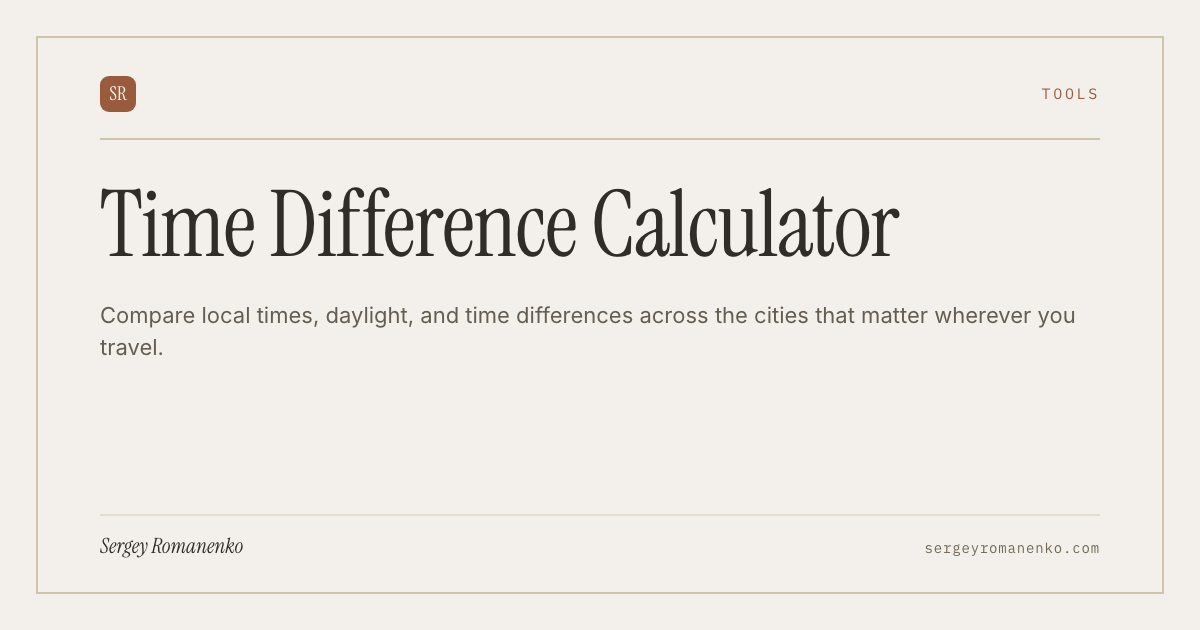 SR
TOOLS
Time Difference Calculator
Compare local times, daylight, and time differences across the cities that matter wherever you
travel.
Sergey Romanenko
sergeyromanenko.com